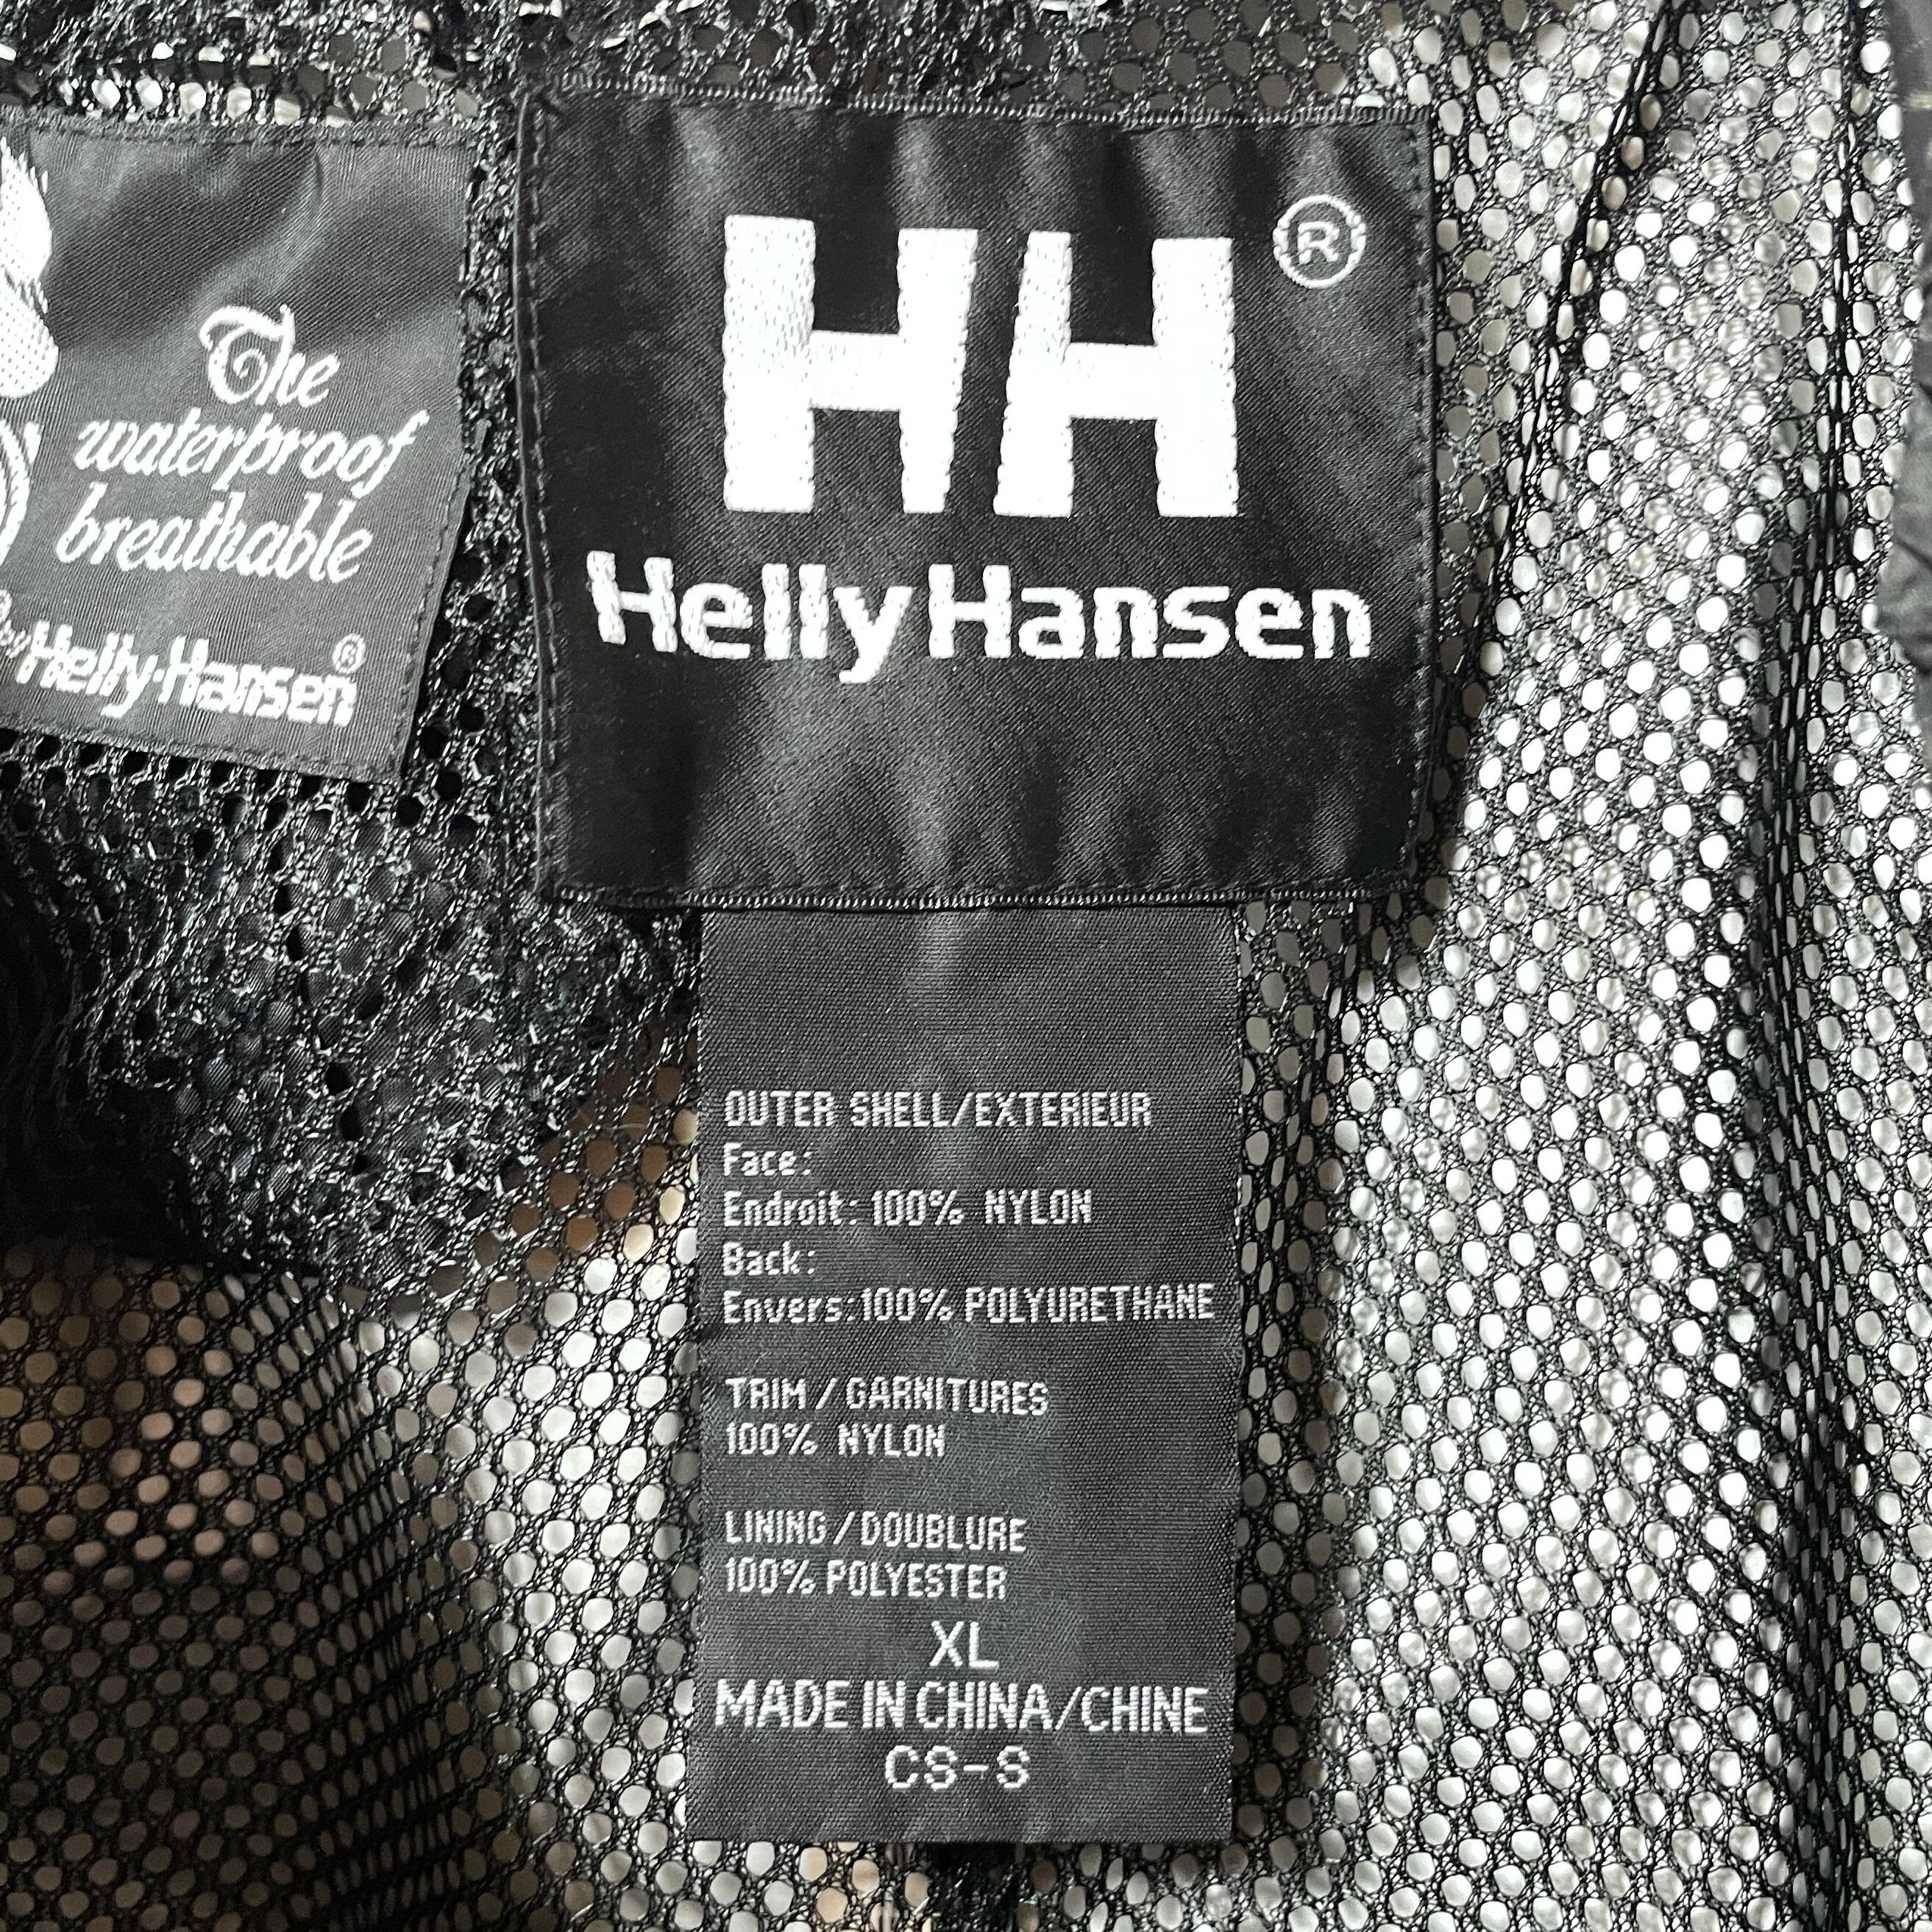 The
waterproof
breathable
by Helly-Hansen®
HH®
Helly Hansen
OUTER SHELL/EXTERIEUR
Face:
Endroit: 100% NYLON
Back:
Envers:100% POLYURETHANE
TRIM/GARNITURES
100% NYLON
LINING/DOUBLURE
100% POLYESTER
XL
MADE IN CHINA/CHINE
CS-S